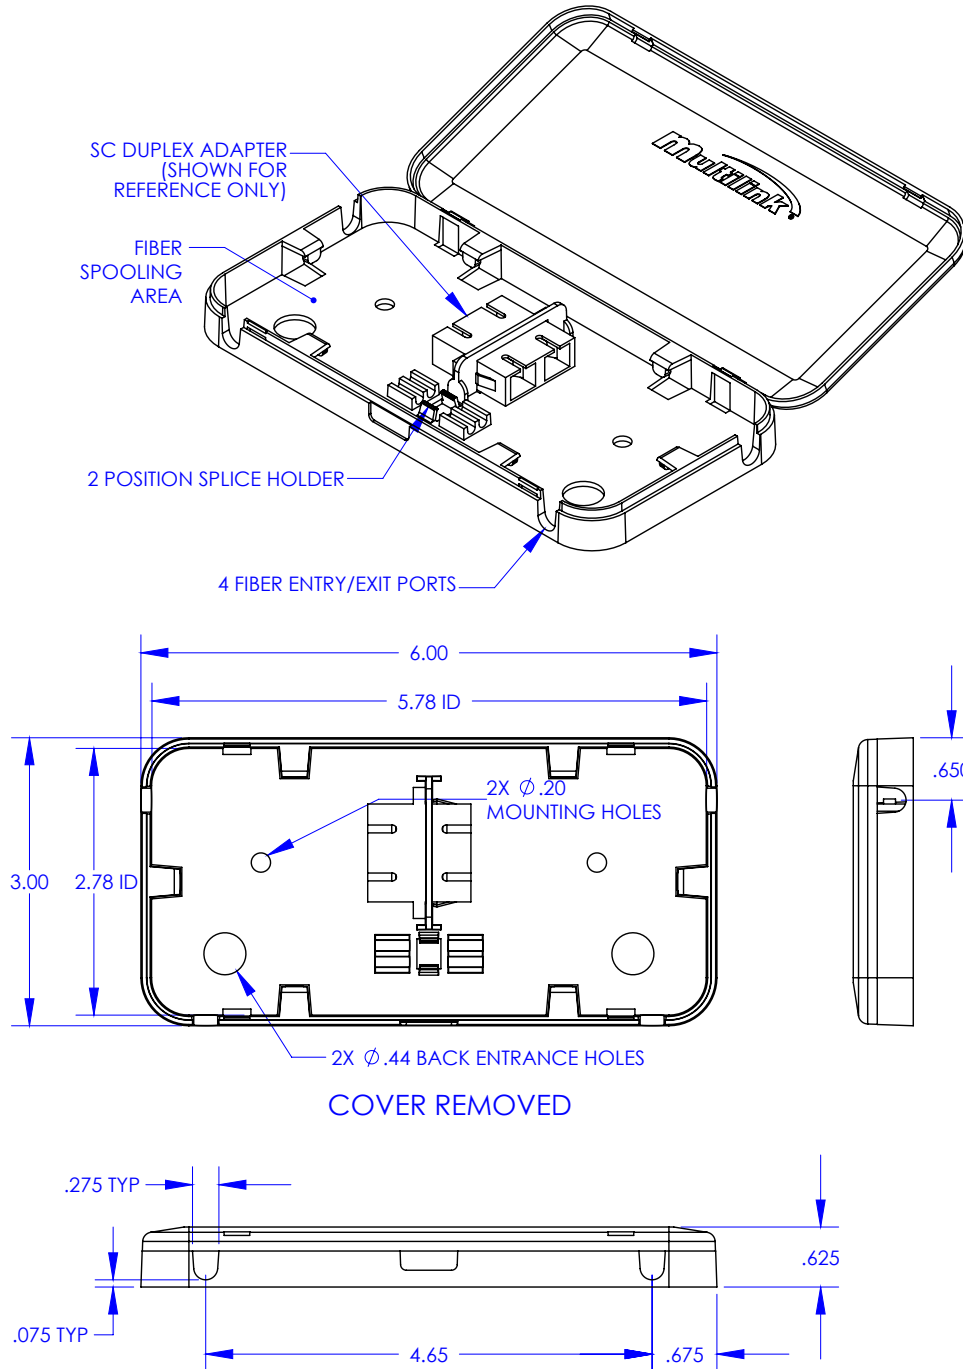 SC DUPLEX ADAPTER
(SHOWN FOR
REFERENCE ONLY)
Multilink
FIBER
SPOOLING
AREA
2 POSITION SPLICE HOLDER
4 FIBER ENTRY/EXIT PORTS
6.00
5.78 ID
2X Ø.20
MOUNTING HOLES
3.00
2.78 ID
2X Ø.44 BACK ENTRANCE HOLES
COVER REMOVED
.650
.275 TYP
.075 TYP
4.65
.675
.625